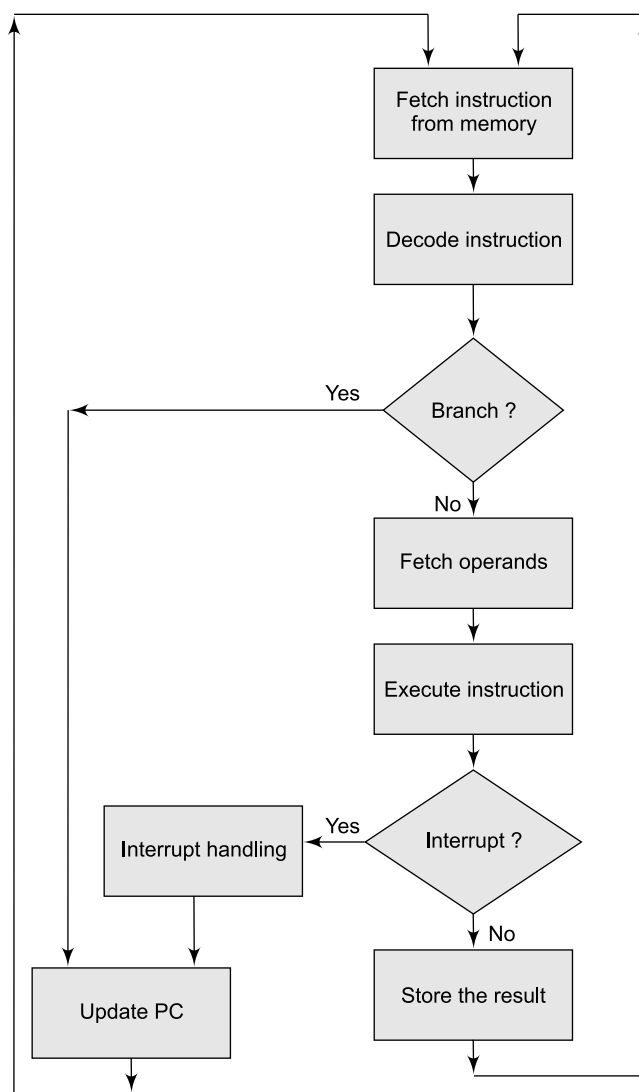 Fetch instruction
from memory
Decode instruction
Branch ?
Yes
No
Fetch operands
Execute instruction
Interrupt ?
Yes
Interrupt handling
No
Update PC
Store the result